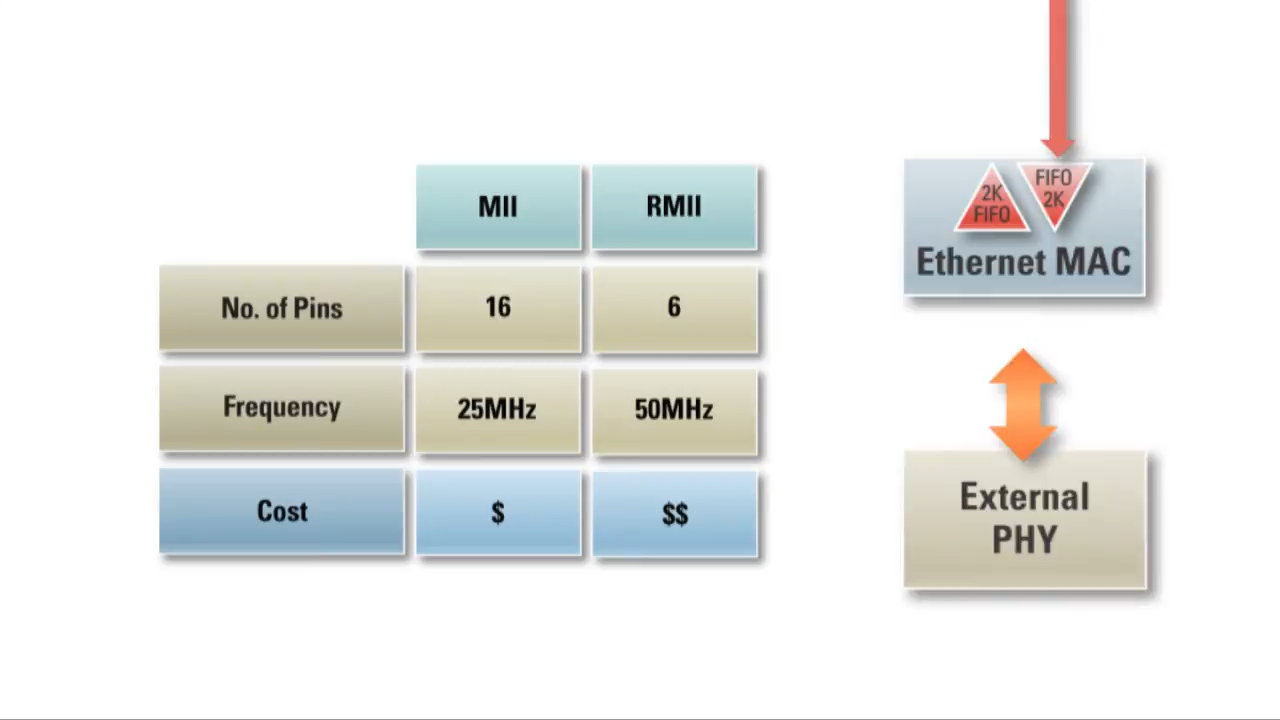 MII
RMII
No. of Pins
16
6
Frequency
25MHz
50MHz
Cost
$
$$
2K
FIFO
FIFO
2K
Ethernet MAC
External
PHY